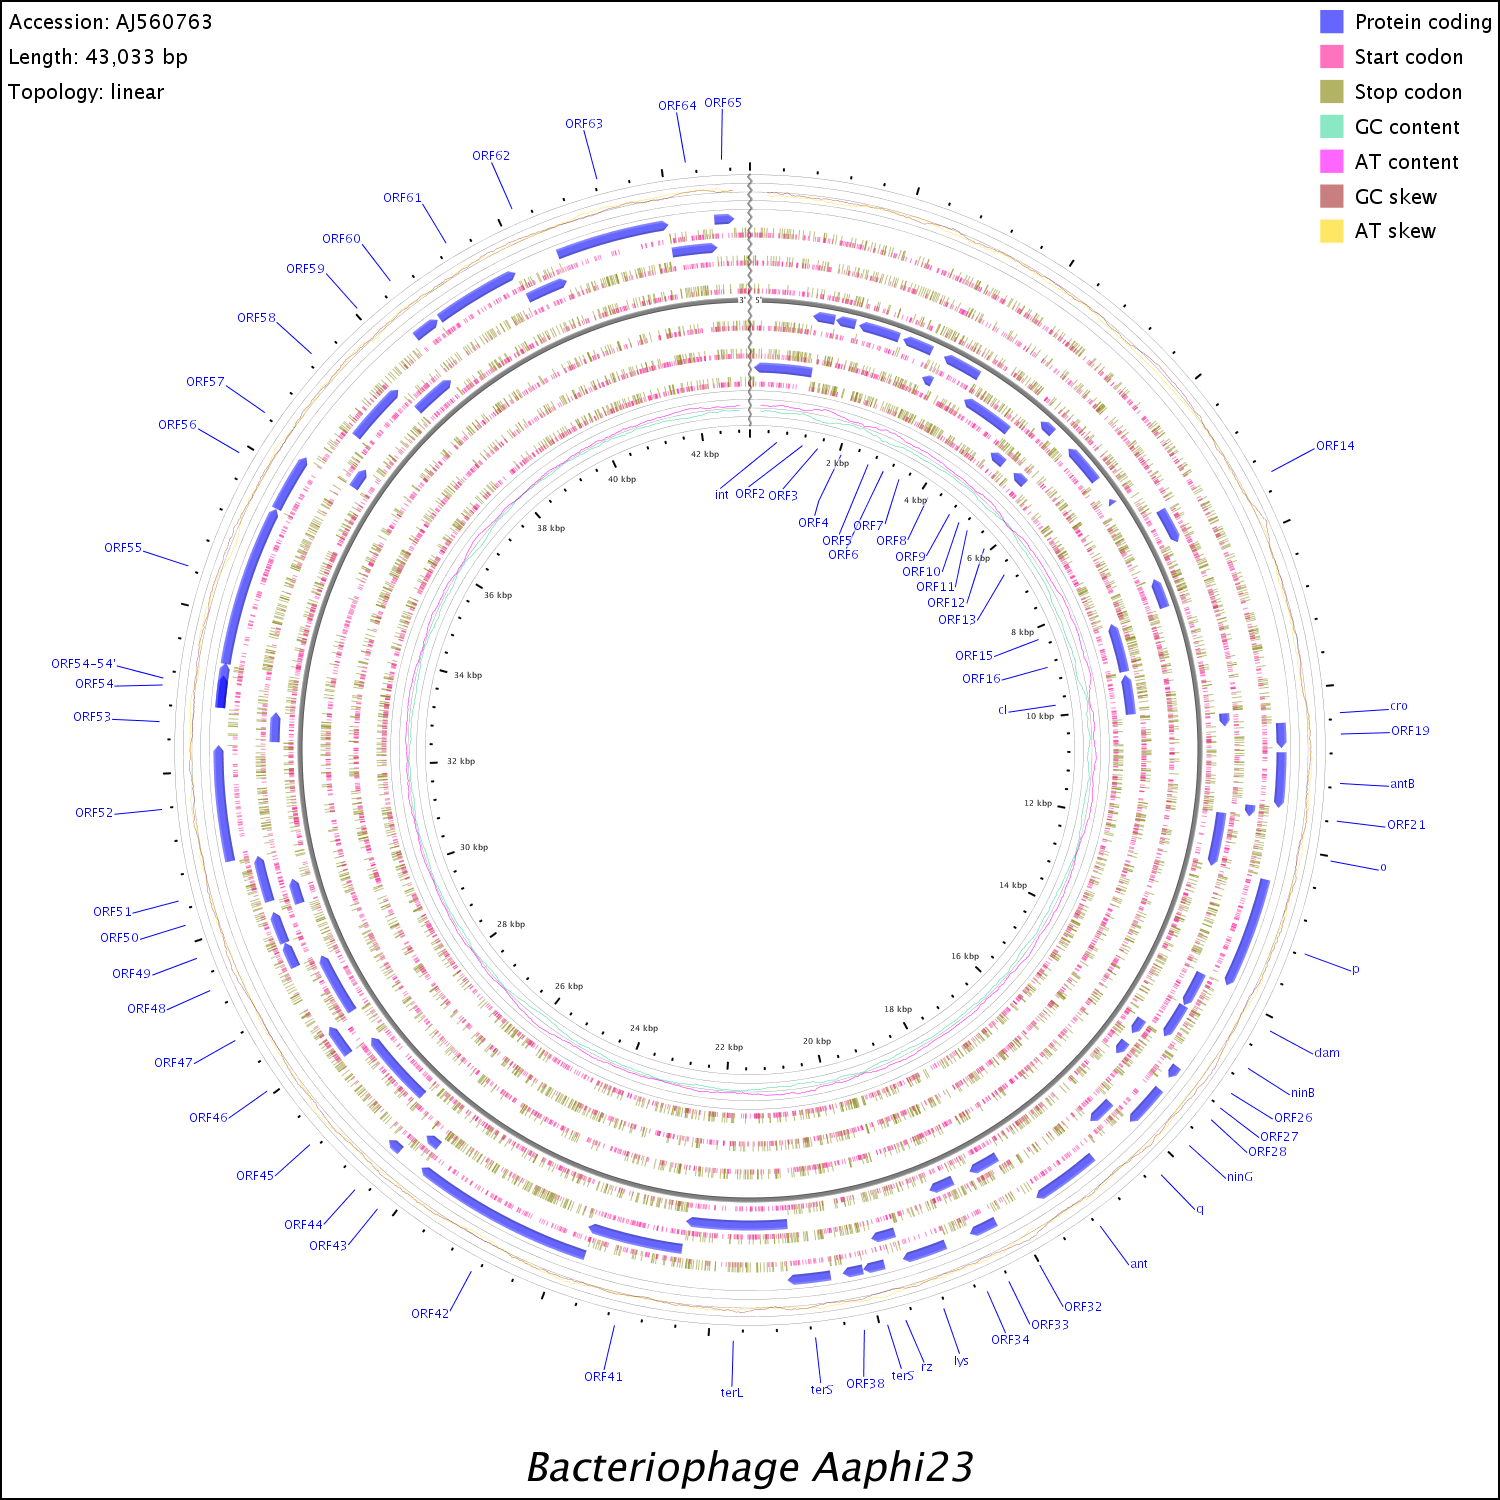 Accession: AJ560763
Length: 43,033 bp
Topology: linear
Protein coding
Start codon
Stop codon
GC content
AT content
GC skew
AT skew
ORF64
ORF65
ORF63
ORF62
ORF61
ORF60
ORF59
ORF58
ORF57
ORF56
ORF55
ORF54-54'
ORF54
ORF53
ORF52
ORF51
ORF50
ORF49
ORF48
ORF47
ORF46
ORF45
ORF44
ORF43
ORF42
ORF41
terL
terS
ORF38
terS
rz
lys
ORF34
ORF33
ORF32
ant
q
ninG
ORF28
ORF27
ORF26
ninB
dam
p
o
ORF21
antB
ORF19
cro
ORF14
3'
5'
int
ORF2
ORF3
ORF4
ORF5
ORF6
ORF7
ORF8
ORF9
ORF10
ORF11
ORF12
ORF13
ORF15
ORF16
cI
2 kbp
4 kbp
6 kbp
8 kbp
10 kbp
12 kbp
14 kbp
16 kbp
18 kbp
20 kbp
22 kbp
24 kbp
26 kbp
28 kbp
30 kbp
32 kbp
34 kbp
36 kbp
38 kbp
40 kbp
42 kbp
Bacteriophage Aaphi23